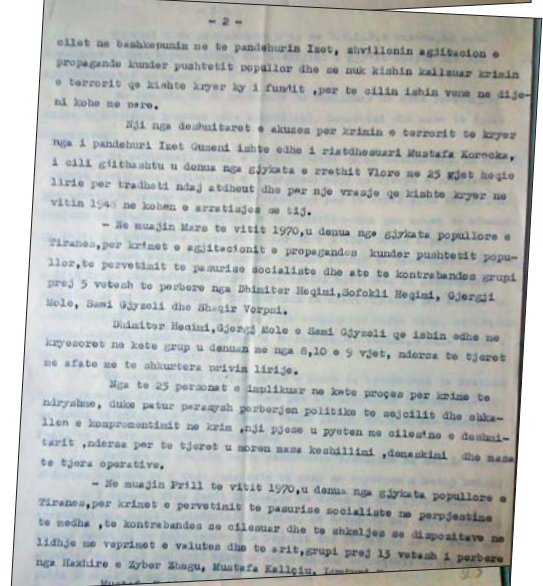 - 2 -
cilet ne bashkepunim me te pandehurin Izet, zhvillonin agjitacion e
propagande kunder pushtetit popullor dhe se nuk kishin kallzuar krimin
e terrorit qe kishte kryer ky i fundit ,per te cilin ishin vene ne dije-
ni kohe me pare.
Nji nga deshmitaret e akuzes per krimin e terrorit te kryer
nga i pandehuri Izet Guzeni ishte edhe i riatdhesuari Mustafa Korocka,
i cili gjithashtu u denua nga gjykata e rrethit Vlore me 25 vjet heqje
lirie per tradheti ndaj atdheut dhe per nje vrasje qe kishte kryer ne
vitin ne kohen e arratisjes se tij.
- Ne muajin Mars te vitit 1970,u denua nga gjykata popullore e
Tiranes,per krimet e agjitacionit e propagandes kunder pushtetit popu-
llor,te pervetimit te pasurise socialiste dhe ate te kontrabandes grupi
prej 5 vetesh te perbere nga Dhimiter Heqimi,Sofokli Heqimi, Gjergji
Mole, Sami Gjyzeli dhe Shaqir Vorpsi.
Dhimiter Heqimi,Gjergj Mole e Sami Gjyzeli qe ishin edhe me
kryesoret ne kete grup u denuan me nga 8,10 e 9 vjet, ndersa te tjeret
me afate me te shkurtera privim lirije.
Nga te 25 personat e implikuar ne kete proçes per krime te
ndryshme, duke patur parasysh perberjen politike te sejcilit dhe shka-
llen e kompromentimit ne krim ,nji pjese u pyeten me cilesine e deshmi-
tarit ,ndersa per te tjeret u moren masa keshillimi ,demaskimi dhe masa
te tjera operative.
- Ne muajin Prill te vitit 1970,u denua nga gjykata popullore e
Tiranes,per krimet e pervetimit te pasurise socialiste ne perpjestime
te medha ,te kontrabandes se cilesuar dhe te shkeljes se dispozitave ne
lidhje me veprimet e valutes dhe te arit,grupi prej 13 vetash i perbere
nga Haxhire e Zyber Zhegu, Mustafa Kallçiu,